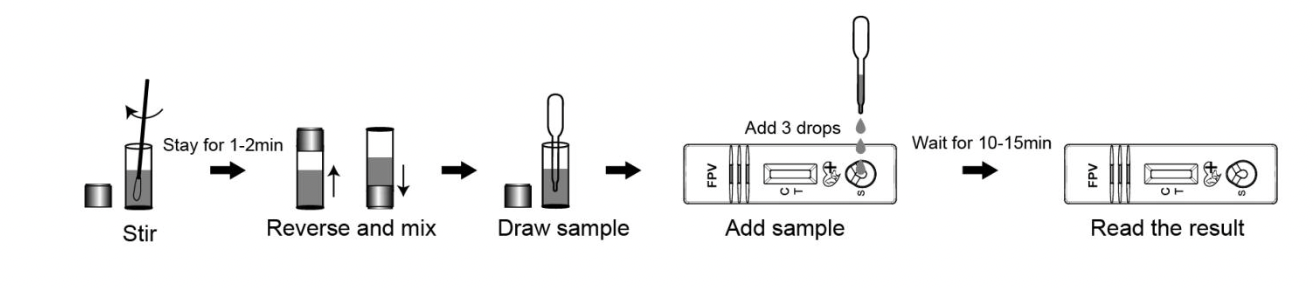 Stir
Stay for 1-2min
Reverse and mix
Draw sample
Add 3 drops
FPV
C
T
S
Add sample
Wait for 10-15min
FPV
C
T
S
Read the result